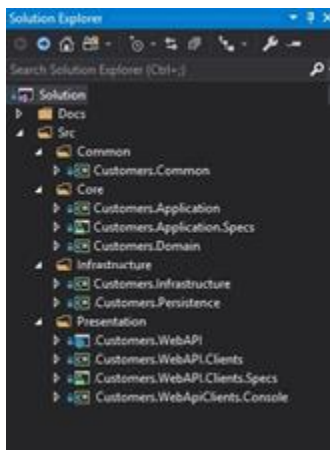 Solution Explorer
Search Solution Explorer (Ctrl+;)
Solution
Docs
Src
Common
Customers.Common
Core
Customers.Application
Customers.Application.Specs
Customers.Domain
Infrastructure
Customers.Infrastructure
Customers.Persistence
Presentation
.Customers.WebAPI
.Customers.WebAPI.Clients
.Customers.WebAPI.Clients.Specs
.Customers.WebApiClients.Console